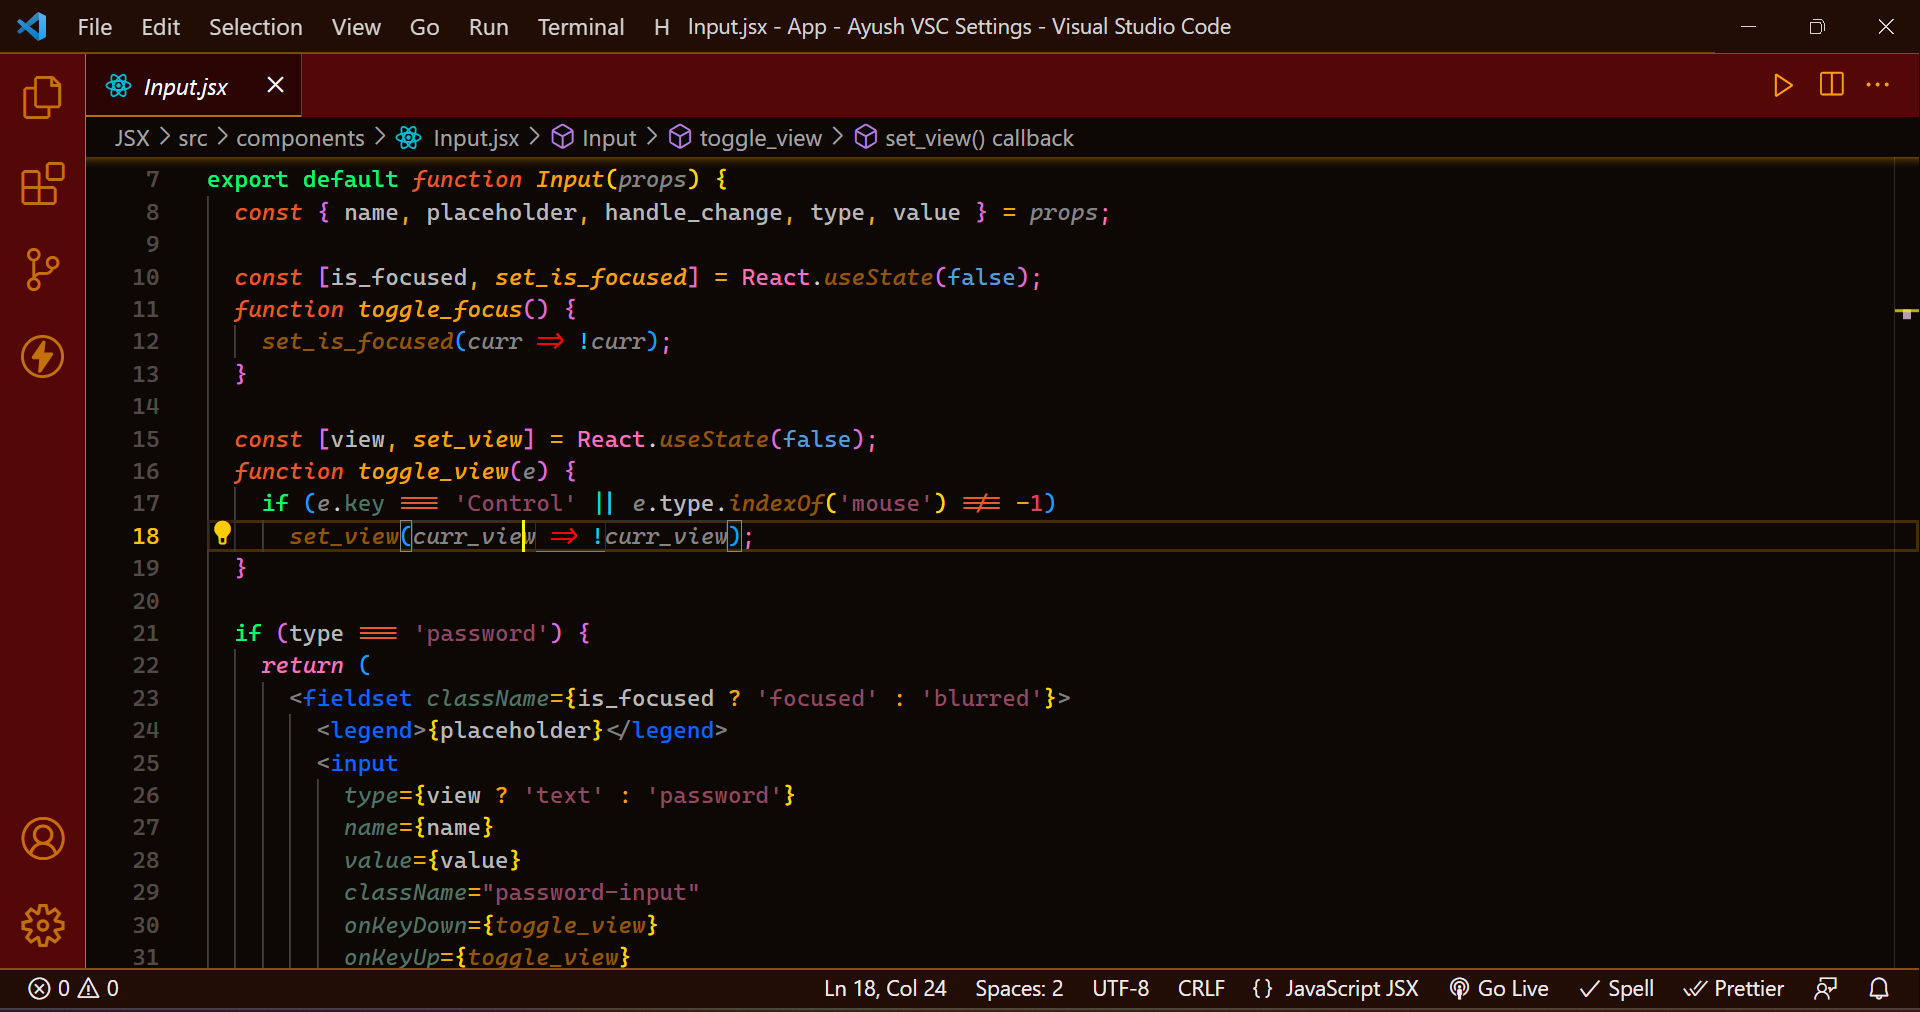 File Edit Selection View Go Run Terminal H Input.jsx - App - Ayush VSC Settings - Visual Studio Code
Input.jsx
JSX > src > components > Input.jsx > Input > toggle_view > set_view() callback
7 export default function Input(props) {
8 const { name, placeholder, handle_change, type, value } = props;
9
10 const [is_focused, set_is_focused] = React.useState(false);
11 function toggle_focus() {
12 set_is_focused(curr => !curr);
13 }
14
15 const [view, set_view] = React.useState(false);
16 function toggle_view(e) {
17 if (e.key === 'Control' || e.type.indexOf('mouse') !== -1)
18 set_view(curr_view => !curr_view);
19 }
20
21 if (type === 'password') {
22 return (
23 <fieldset className={is_focused ? 'focused' : 'blurred'}>
24 <legend>{placeholder}</legend>
25 <input
26 type={view ? 'text' : 'password'}
27 name={name}
28 value={value}
29 className="password-input"
30 onKeyDown={toggle_view}
31 onKeyUp={toggle_view}
0 0 Ln 18, Col 24 Spaces: 2 UTF-8 CRLF {} JavaScript JSX Go Live Spell Prettier